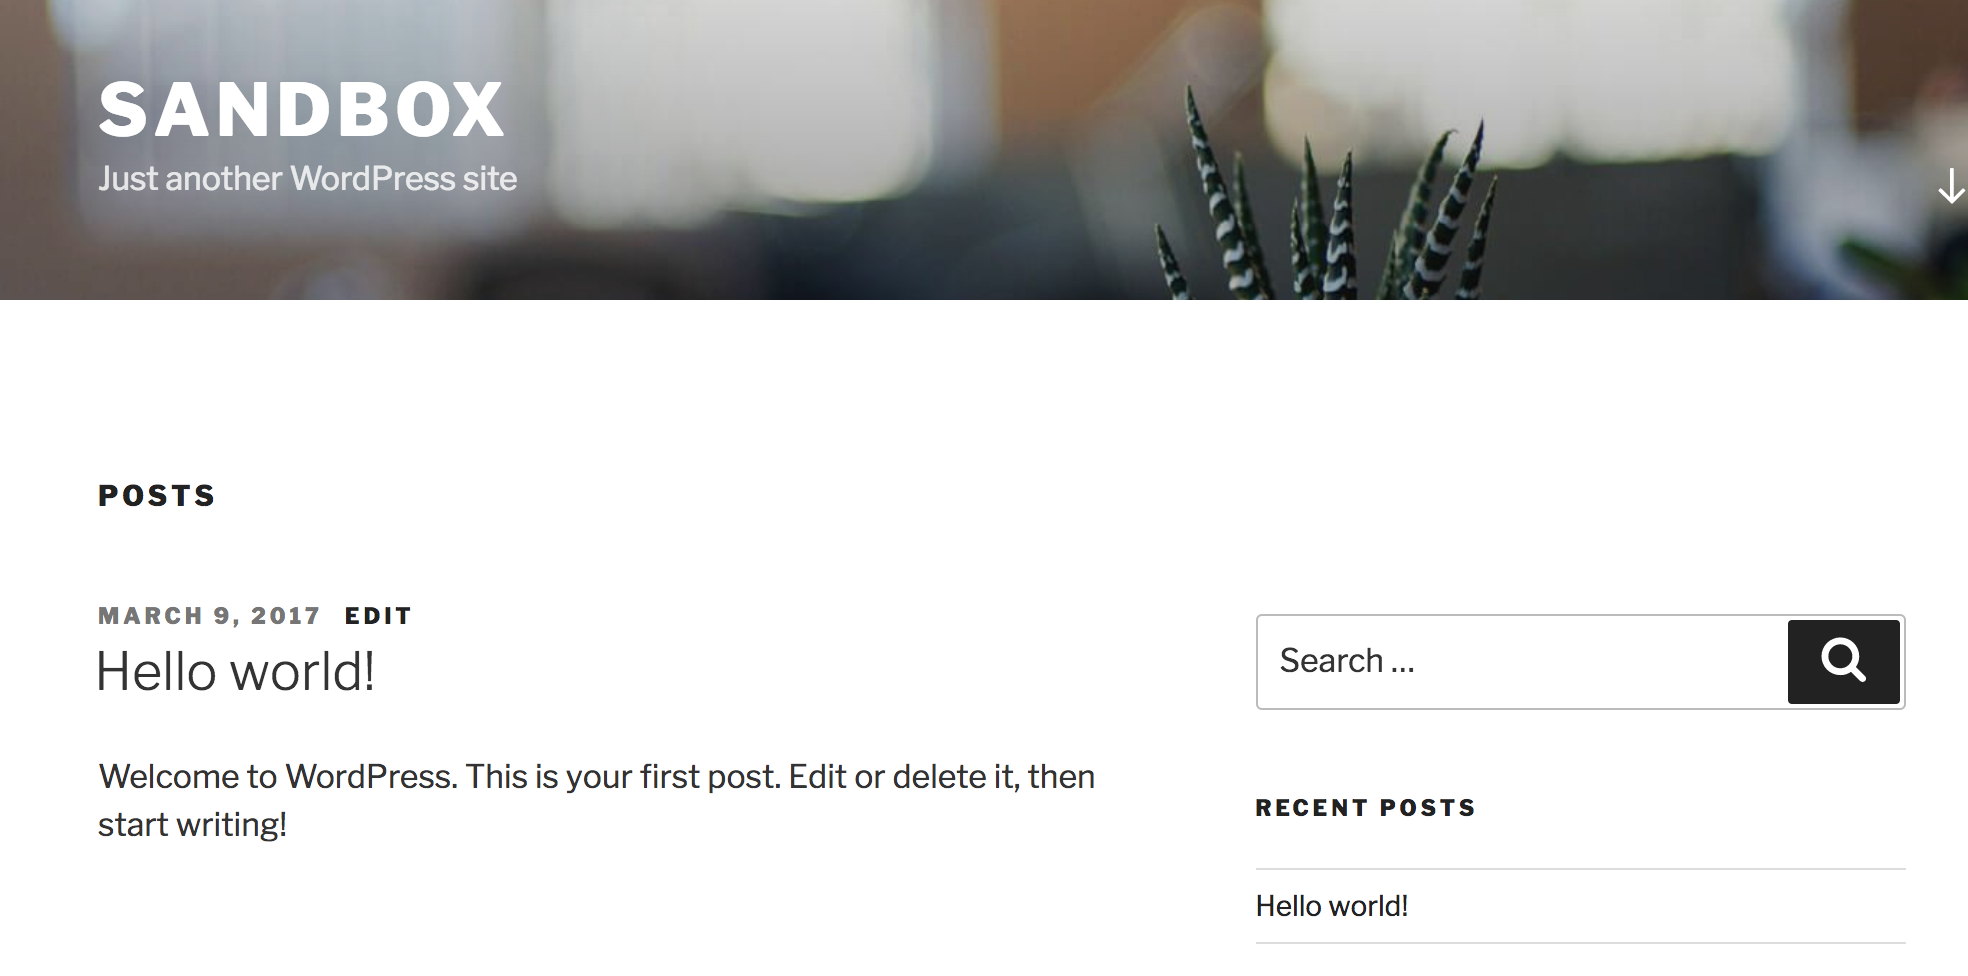 SANDBOX
Just another WordPress site
POSTS
MARCH 9, 2017 EDIT
Hello world!
Welcome to WordPress. This is your first post. Edit or delete it, then
start writing!
Search ...
RECENT POSTS
Hello world!